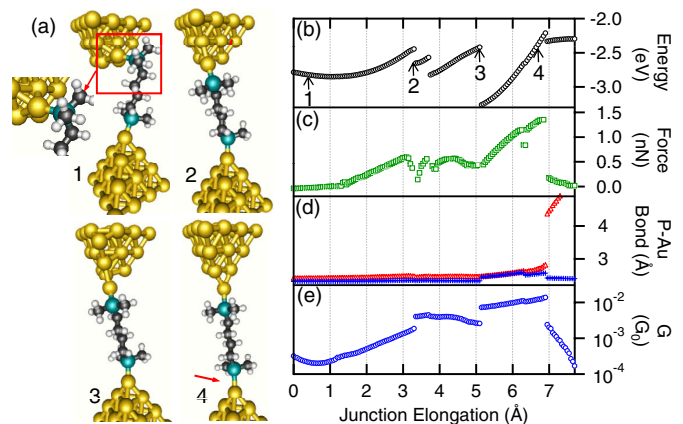 (a)
1
2
3
4
(b)
1
2
3
4
-2.0
-2.5
-3.0
Energy
(eV)
(c)
1.5
1.0
0.5
0.0
Force
(nN)
(d)
4
3
P-Au
Bond (Å)
(e)
10-2
10-3
10-4
G
(G0)
0 1 2 3 4 5 6 7
Junction Elongation (Å)